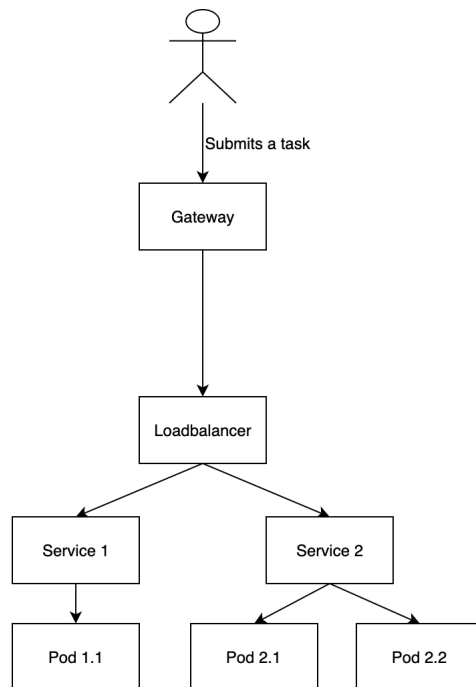 Submits a task
Gateway
Loadbalancer
Service 1
Service 2
Pod 1.1
Pod 2.1
Pod 2.2